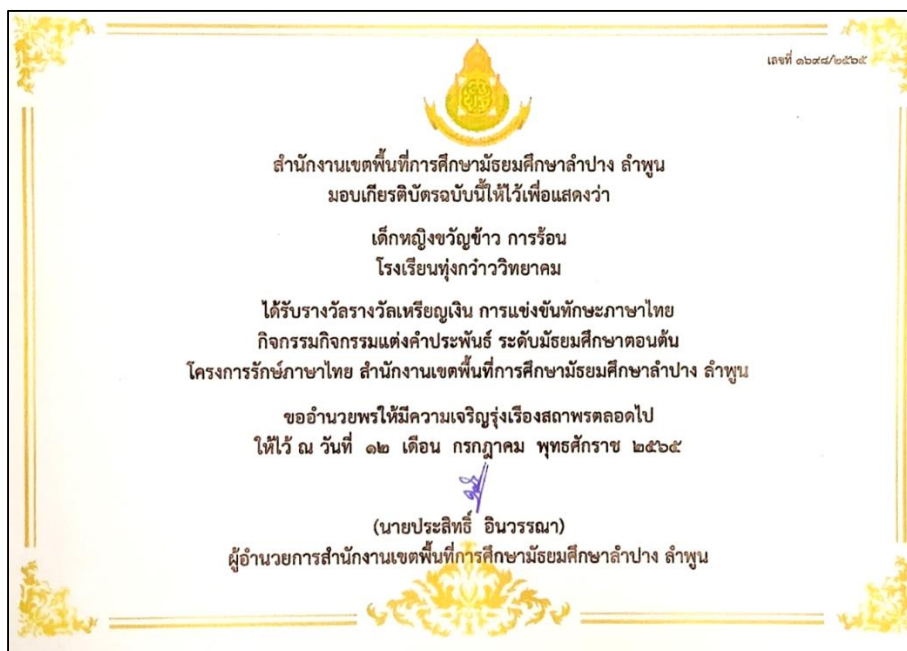 เลขที่ ๑๖๙๘/๒๕๖๕
สำนักงานเขตพื้นที่การศึกษามัธยมศึกษาลำปาง ลำพูน
มอบเกียรติบัตรฉบับนี้ให้ไว้เพื่อแสดงว่า
เด็กหญิงขวัญข้าว การร้อน
โรงเรียนทุ่งกว๋าววิทยาคม
ได้รับรางวัลรางวัลเหรียญเงิน การแข่งขันทักษะภาษาไทย
กิจกรรมกิจกรรมแต่งคำประพันธ์ ระดับมัธยมศึกษาตอนต้น
โครงการรักษ์ภาษาไทย สำนักงานเขตพื้นที่การศึกษามัธยมศึกษาลำปาง ลำพูน
ขออำนวยพรให้มีความเจริญรุ่งเรืองสถาพรตลอดไป
ให้ไว้ ณ วันที่ ๑๒ เดือน กรกฎาคม พุทธศักราช ๒๕๖๕
(นายประสิทธิ์ อินวรรณา)
ผู้อำนวยการสำนักงานเขตพื้นที่การศึกษามัธยมศึกษาลำปาง ลำพูน